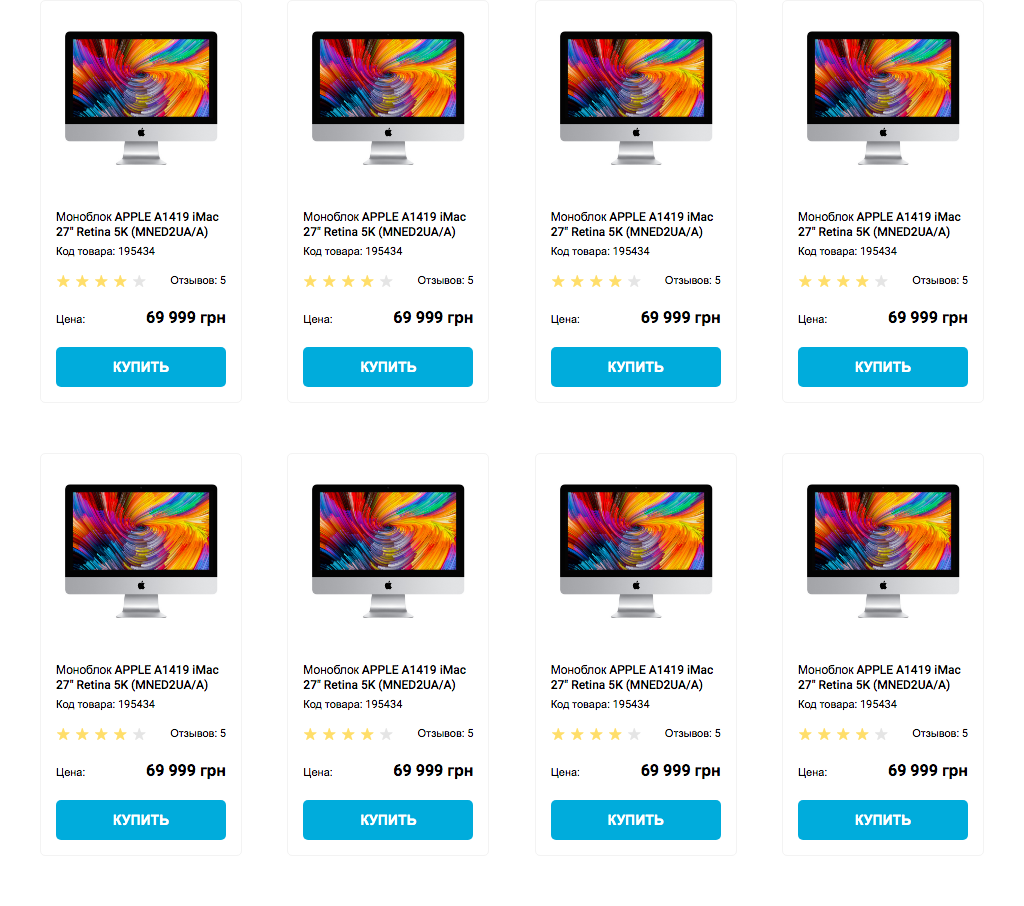 Моноблок APPLE A1419 iMac
27" Retina 5K (MNED2UA/A)
Код товара: 195434
Отзывов: 5
Цена: 69 999 грн
КУПИТЬ
Моноблок APPLE A1419 iMac
27" Retina 5K (MNED2UA/A)
Код товара: 195434
Отзывов: 5
Цена: 69 999 грн
КУПИТЬ
Моноблок APPLE A1419 iMac
27" Retina 5K (MNED2UA/A)
Код товара: 195434
Отзывов: 5
Цена: 69 999 грн
КУПИТЬ
Моноблок APPLE A1419 iMac
27" Retina 5K (MNED2UA/A)
Код товара: 195434
Отзывов: 5
Цена: 69 999 грн
КУПИТЬ
Моноблок APPLE A1419 iMac
27" Retina 5K (MNED2UA/A)
Код товара: 195434
Отзывов: 5
Цена: 69 999 грн
КУПИТЬ
Моноблок APPLE A1419 iMac
27" Retina 5K (MNED2UA/A)
Код товара: 195434
Отзывов: 5
Цена: 69 999 грн
КУПИТЬ
Моноблок APPLE A1419 iMac
27" Retina 5K (MNED2UA/A)
Код товара: 195434
Отзывов: 5
Цена: 69 999 грн
КУПИТЬ
Моноблок APPLE A1419 iMac
27" Retina 5K (MNED2UA/A)
Код товара: 195434
Отзывов: 5
Цена: 69 999 грн
КУПИТЬ